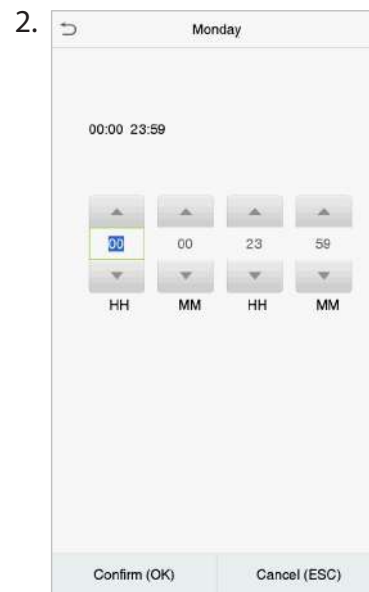 2.
Monday
00:00 23:59
00 00 23 59
HH MM HH MM
Confirm (OK) Cancel (ESC)